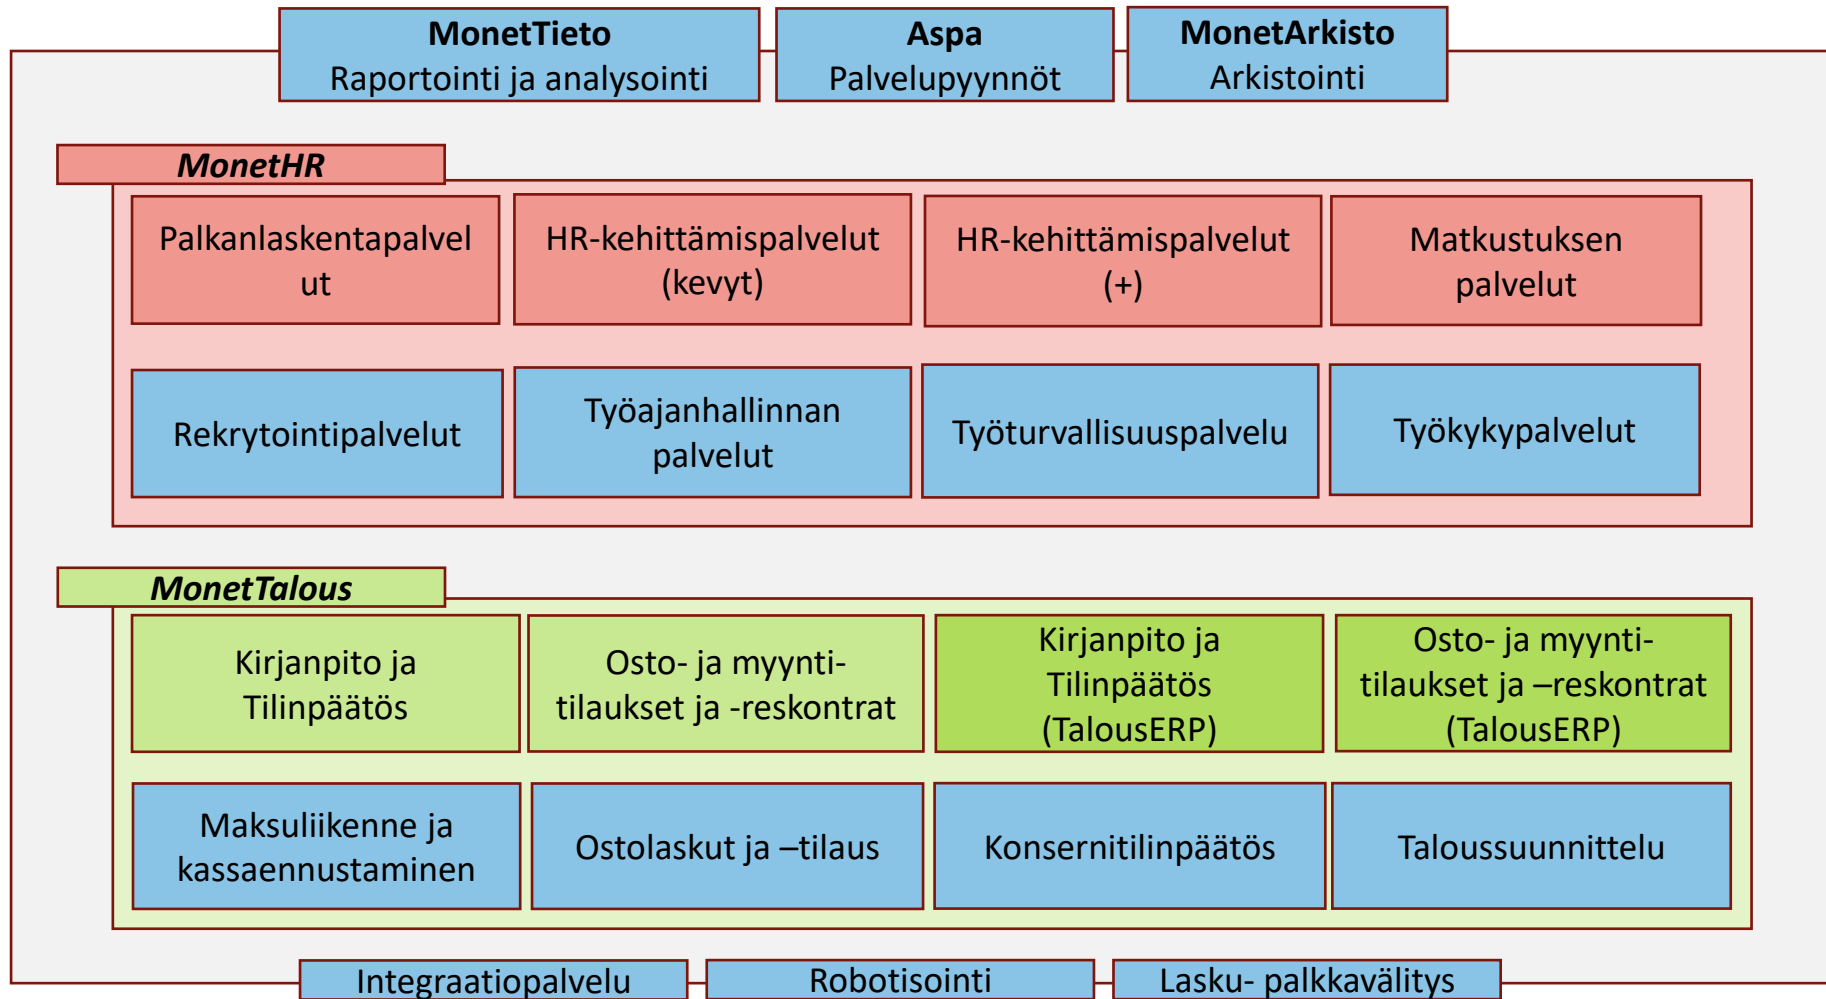 MonetTieto
Raportointi ja analysointi
Aspa
Palvelupyynnöt
MonetArkisto
Arkistointi
MonetHR
Palkanlaskentapalvel
ut
HR-kehittämispalvelut
(kevyt)
HR-kehittämispalvelut
(+)
Matkustuksen
palvelut
Rekrytointipalvelut
Työajanhallinnan
palvelut
Työturvallisuuspalvelu
Työkykypalvelut
MonetTalous
Kirjanpito ja
Tilinpäätös
Osto- ja myynti-
tilaukset ja -reskontrat
Kirjanpito ja
Tilinpäätös
(TalousERP)
Osto- ja myynti-
tilaukset ja –reskontrat
(TalousERP)
Maksuliikenne ja
kassaennustaminen
Ostolaskut ja –tilaus
Konsernitilinpäätös
Taloussuunnittelu
Integraatiopalvelu
Robotisointi
Lasku- palkkavälitys